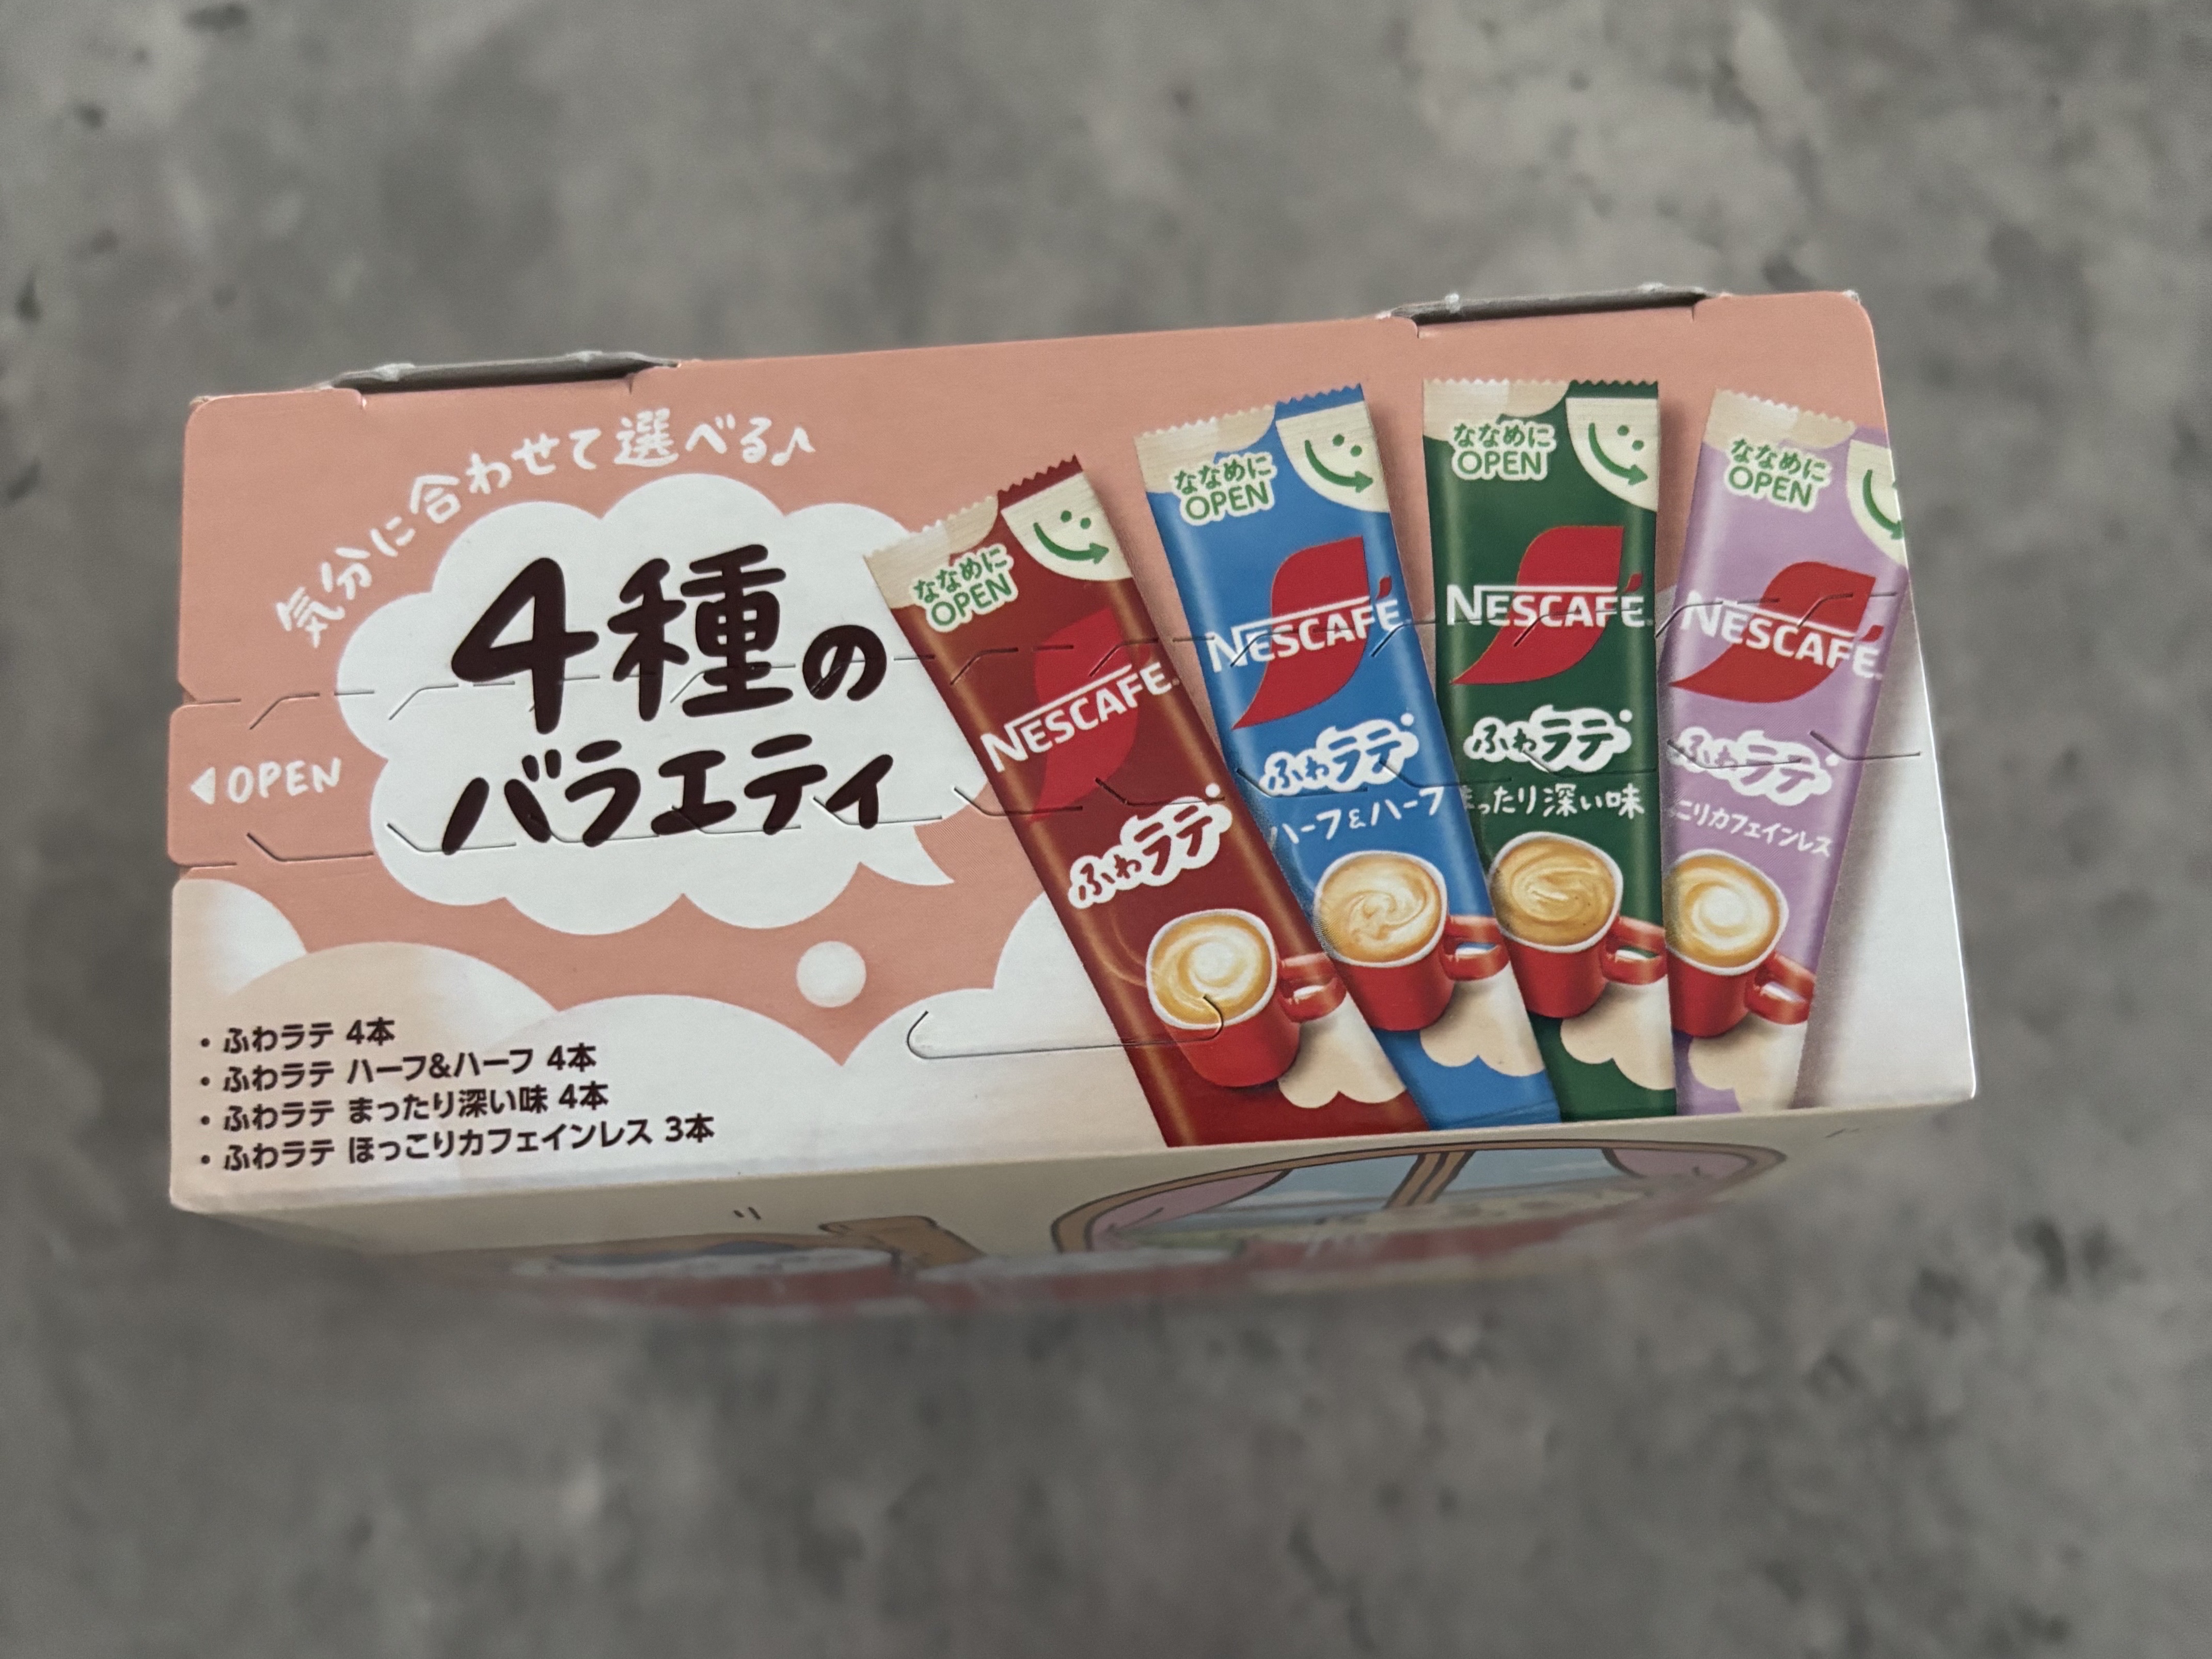 気分に合わせて選べる♪
4種の
バラエティ
OPEN
ななめに
OPEN
NESCAFÉ®
ふわラテ
ななめに
OPEN
NESCAFÉ
ふわラテ
ハーフ&ハーフ
ななめに
OPEN
NESCAFÉ®
ふわラテ
まったり深い味
ななめに
OPEN
NESCAFÉ®
ふわラテ
こりカフェインレス
・ふわラテ 4本
・ふわラテ ハーフ&ハーフ 4本
・ふわラテ まったり深い味 4本
・ふわラテ ほっこりカフェインレス 3本